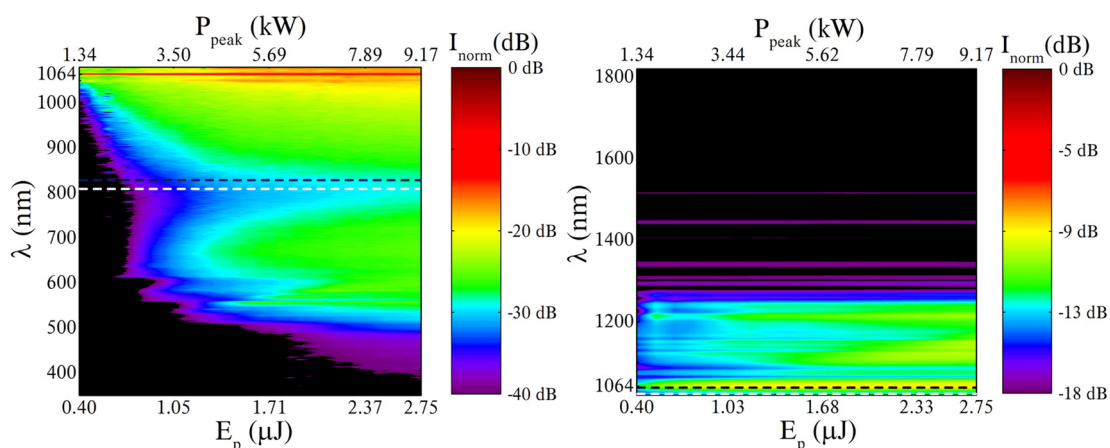 P_peak (kW)
1.34 3.50 5.69 7.89 9.17
I_norm (dB)
1064
1000
900
800
700
600
500
400
λ (nm)
0.40 1.05 1.71 2.37 2.75
E_p (μJ)
0 dB
-10 dB
-20 dB
-30 dB
-40 dB
P_peak (kW)
1.34 3.44 5.62 7.79 9.17
I_norm (dB)
1800
1600
1400
1200
1064
λ (nm)
0.40 1.03 1.68 2.33 2.75
E_p (μJ)
0 dB
-5 dB
-9 dB
-13 dB
-18 dB